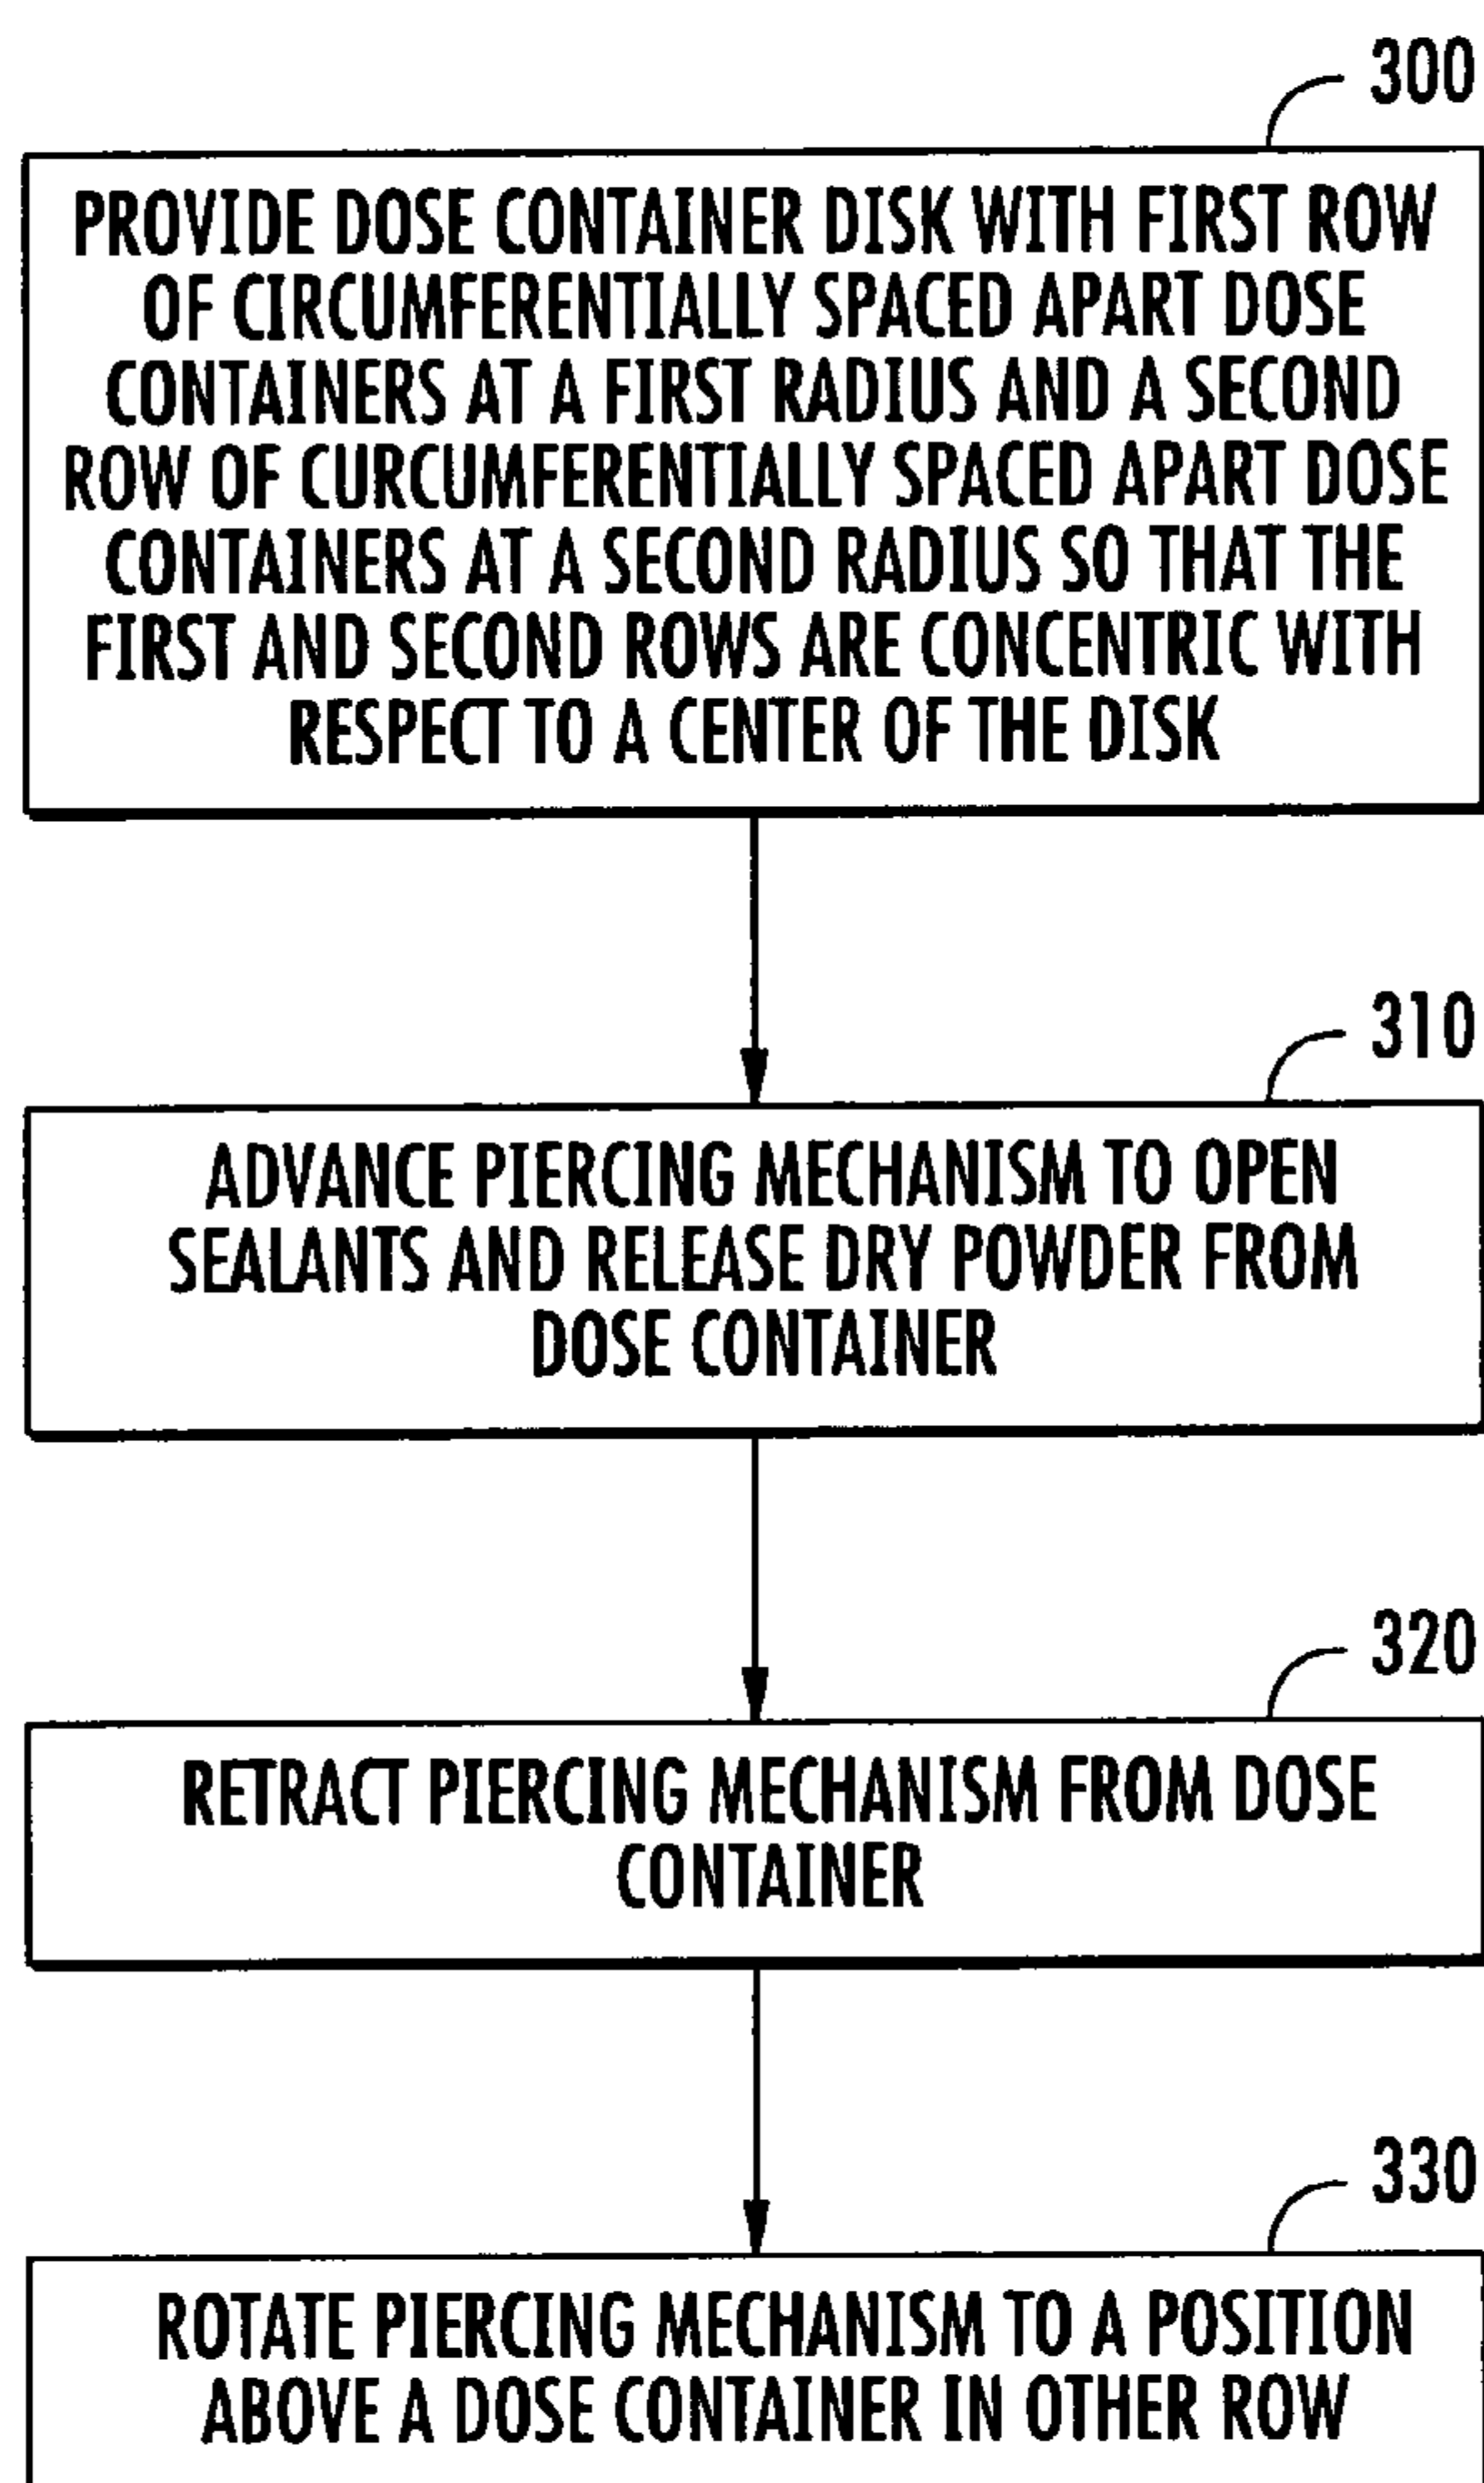 300
PROVIDE DOSE CONTAINER DISK WITH FIRST ROW
OF CIRCUMFERENTIALLY SPACED APART DOSE
CONTAINERS AT A FIRST RADIUS AND A SECOND
ROW OF CURCUMFERENTIALLY SPACED APART DOSE
CONTAINERS AT A SECOND RADIUS SO THAT THE
FIRST AND SECOND ROWS ARE CONCENTRIC WITH
RESPECT TO A CENTER OF THE DISK
310
ADVANCE PIERCING MECHANISM TO OPEN
SEALANTS AND RELEASE DRY POWDER FROM
DOSE CONTAINER
320
RETRACT PIERCING MECHANISM FROM DOSE
CONTAINER
330
ROTATE PIERCING MECHANISM TO A POSITION
ABOVE A DOSE CONTAINER IN OTHER ROW